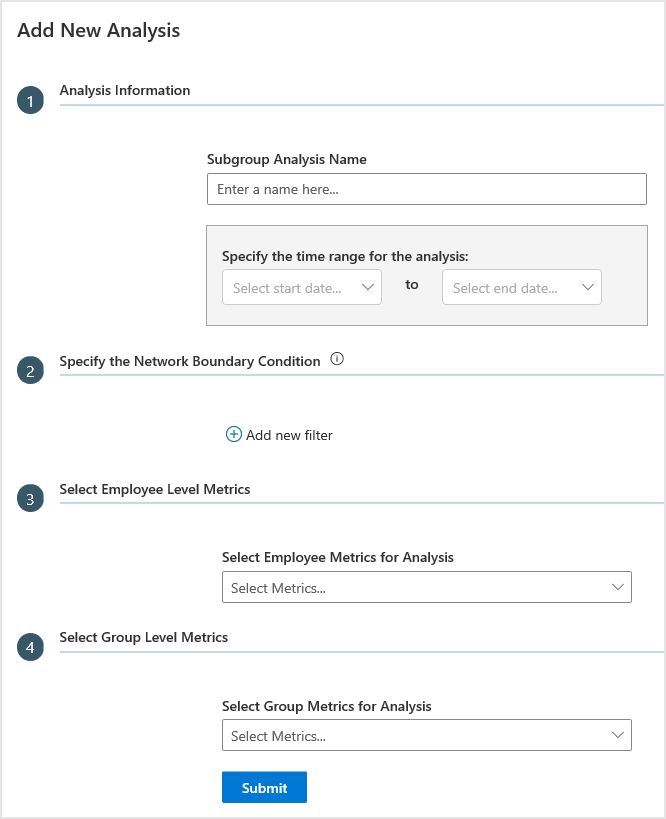 Add New Analysis
1
Analysis Information
Subgroup Analysis Name
Enter a name here...
Specify the time range for the analysis:
Select start date... to Select end date...
2
Specify the Network Boundary Condition
Add new filter
3
Select Employee Level Metrics
Select Employee Metrics for Analysis
Select Metrics...
4
Select Group Level Metrics
Select Group Metrics for Analysis
Select Metrics...
Submit